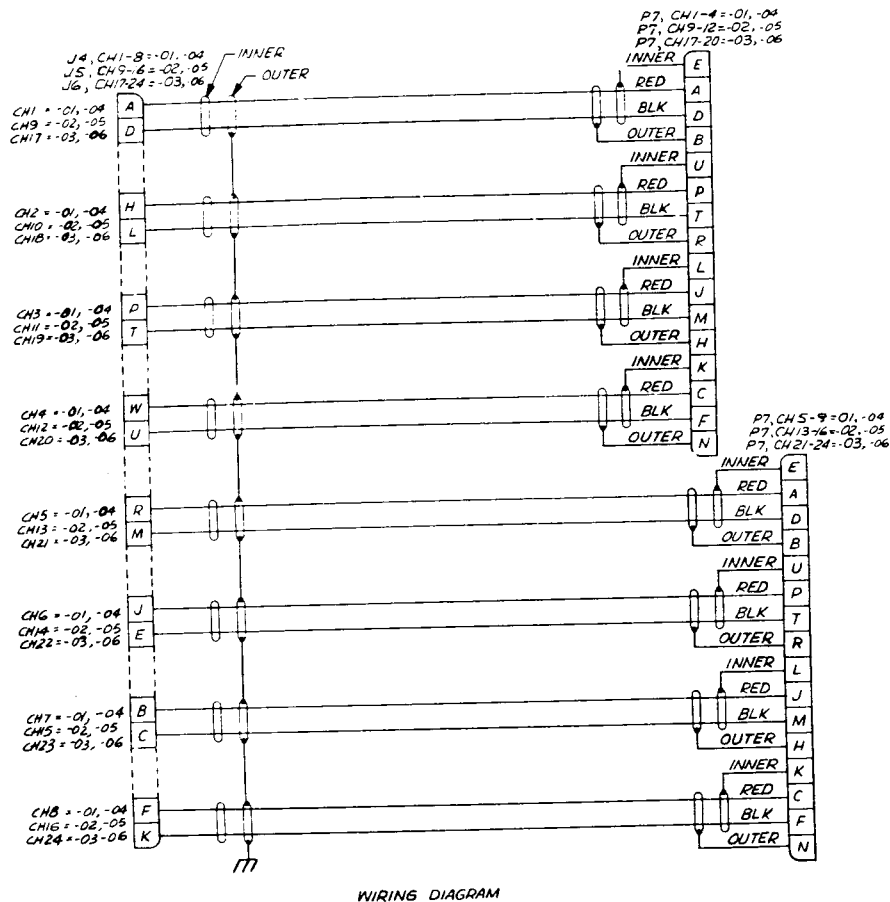 P7, CH1-4=-01, -04
P7, CH9-12=-02, -05
P7, CH17-20=-03, -06
J4, CH1-8=-01, -04
J5, CH9-16=-02, -05
J6, CH17-24=-03, 06
INNER
OUTER
CH1 = -01, -04
CH9 = -02, -05
CH17= -03, -06
A
D
INNER E
RED A
BLK D
OUTER B
CH2 = -01, -04
CH10 = -02, -05
CH18= -03, -06
H
L
INNER U
RED P
BLK T
OUTER R
CH3 = -01, -04
CH11 = -02, -05
CH19= -03, -06
P
T
INNER L
RED J
BLK M
OUTER H
CH4 = -01, -04
CH12 = -02, -05
CH20= -03, -06
W
U
INNER K
RED C
BLK F
OUTER N
P7, CH5-8=01, -04
P7, CH13-16=-02, -05
P7, CH21-24=-03, -06
CH5 = -01, -04
CH13 = -02, -05
CH21 = -03, -06
R
M
INNER E
RED A
BLK D
OUTER B
CH6 = -01, -04
CH14 = -02, -05
CH22 = -03, -06
J
E
INNER U
RED P
BLK T
OUTER R
CH7 = -01, -04
CH15 = -02, -05
CH23 = -03, -06
B
C
INNER L
RED J
BLK M
OUTER H
CH8 = -01, -04
CH16 = -02, -05
CH24 = -03-06
F
K
INNER K
RED C
BLK F
OUTER N
WIRING DIAGRAM